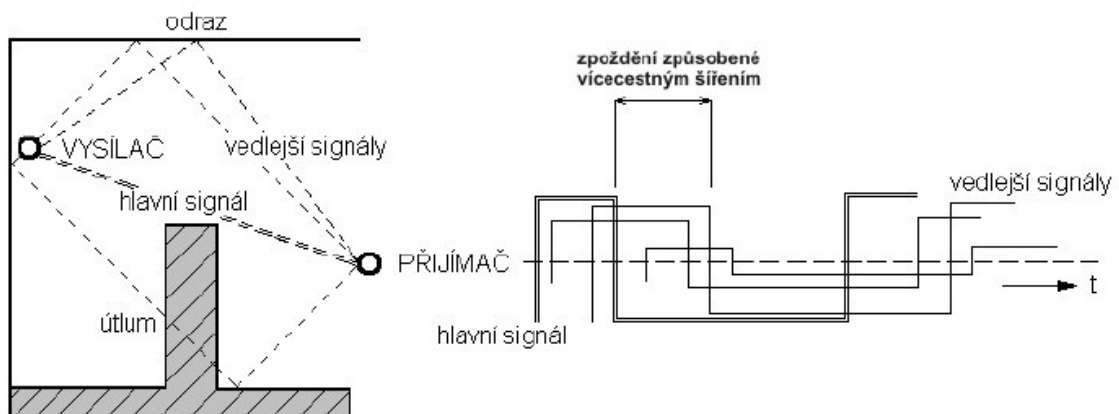 odraz
VYSÍLAČ
vedlejší signály
hlavní signál
PŘIJÍMAČ
útlum
zpoždění způsobené
vícecestným šířením
vedlejší signály
hlavní signál
t